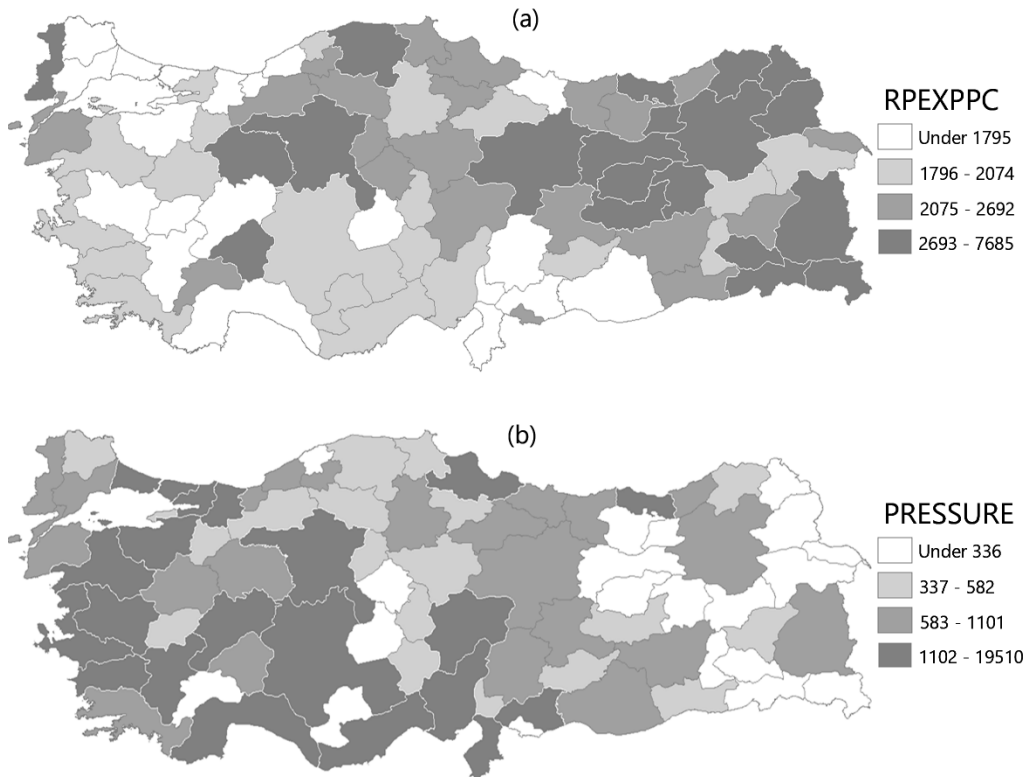 (a)
RPEXPPC
Under 1795
1796 - 2074
2075 - 2692
2693 - 7685
(b)
PRESSURE
Under 336
337 - 582
583 - 1101
1102 - 19510